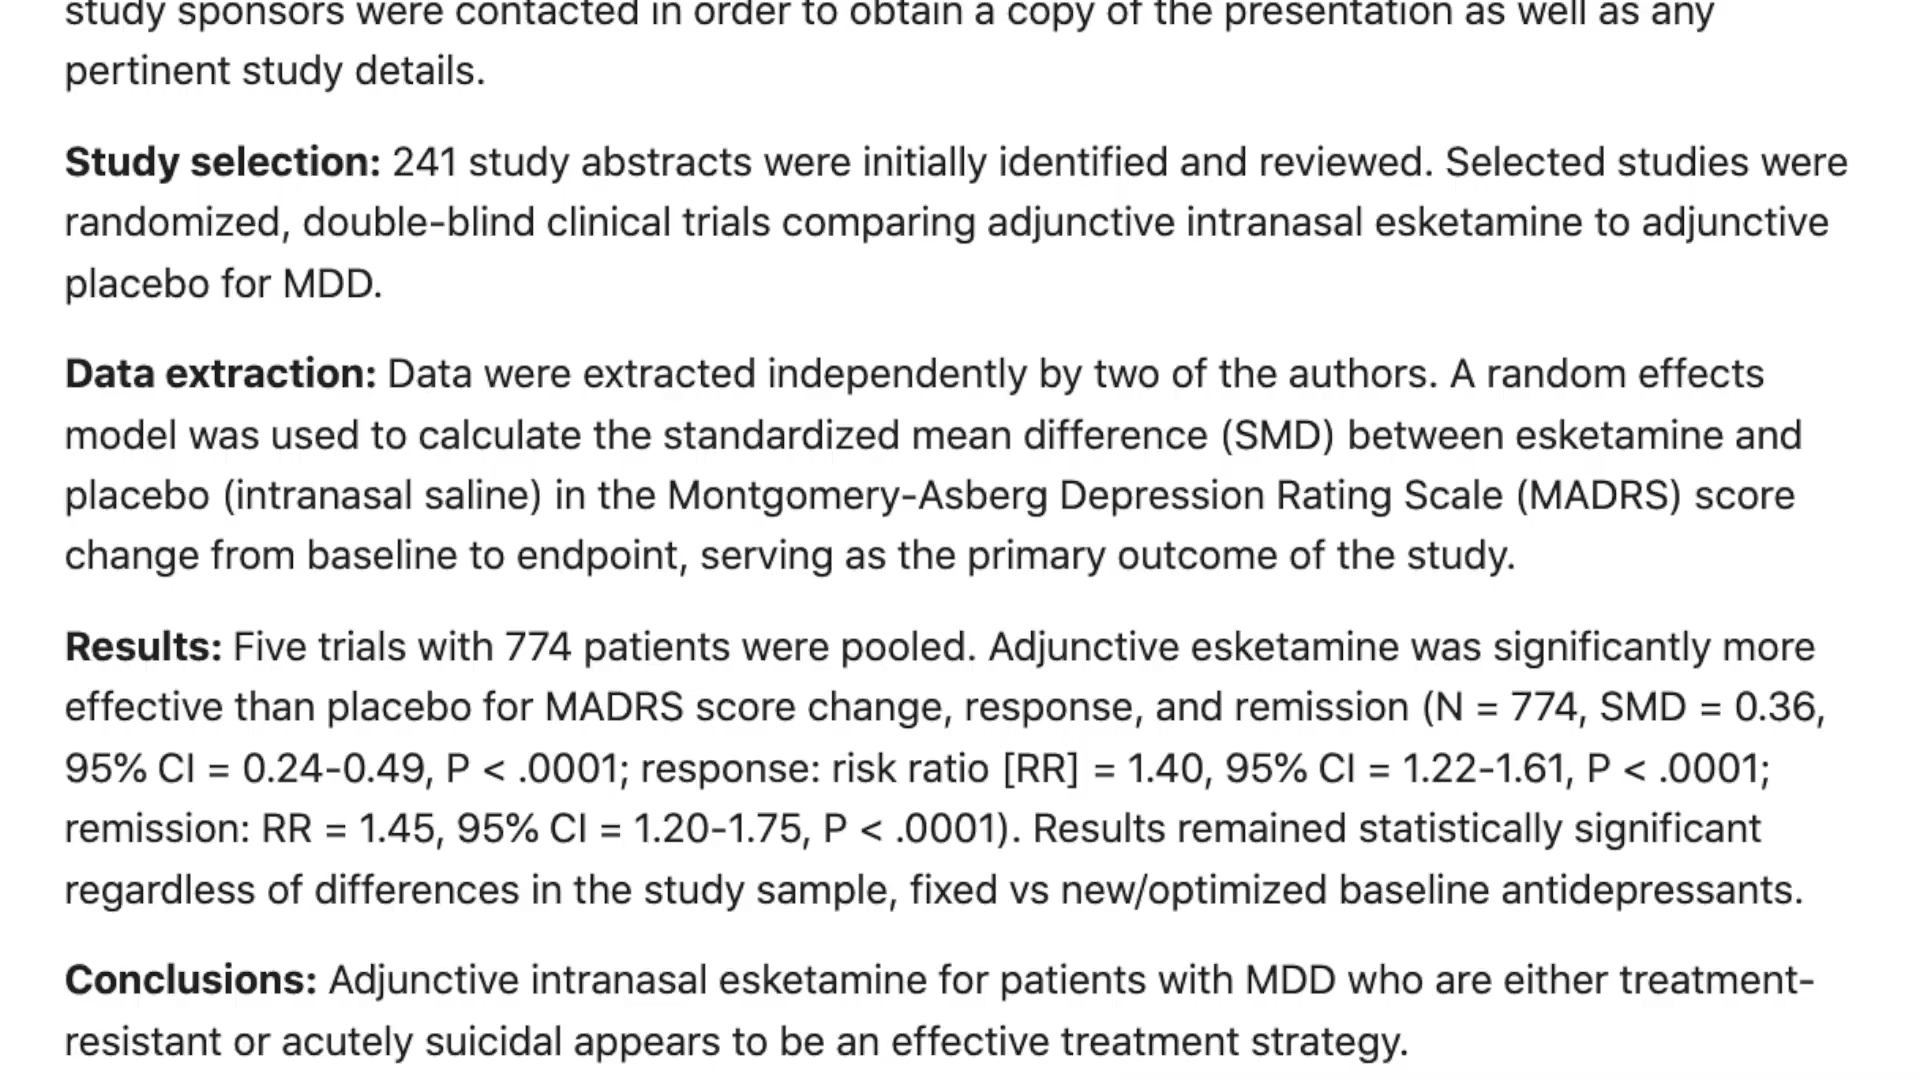 study sponsors were contacted in order to obtain a copy of the presentation as well as any
pertinent study details.
Study selection: 241 study abstracts were initially identified and reviewed. Selected studies were
randomized, double-blind clinical trials comparing adjunctive intranasal esketamine to adjunctive
placebo for MDD.
Data extraction: Data were extracted independently by two of the authors. A random effects
model was used to calculate the standardized mean difference (SMD) between esketamine and
placebo (intranasal saline) in the Montgomery-Asberg Depression Rating Scale (MADRS) score
change from baseline to endpoint, serving as the primary outcome of the study.
Results: Five trials with 774 patients were pooled. Adjunctive esketamine was significantly more
effective than placebo for MADRS score change, response, and remission (N = 774, SMD = 0.36,
95% CI = 0.24-0.49, P < .0001; response: risk ratio [RR] = 1.40, 95% CI = 1.22-1.61, P < .0001;
remission: RR = 1.45, 95% CI = 1.20-1.75, P < .0001). Results remained statistically significant
regardless of differences in the study sample, fixed vs new/optimized baseline antidepressants.
Conclusions: Adjunctive intranasal esketamine for patients with MDD who are either treatment-
resistant or acutely suicidal appears to be an effective treatment strategy.